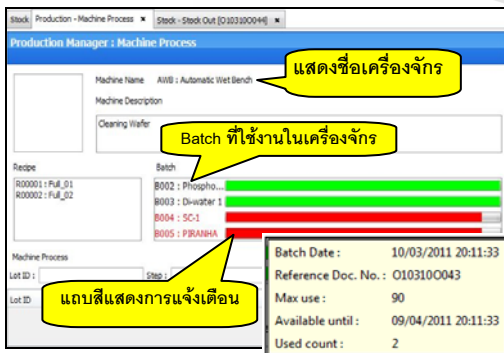 Stock Production - Machine Process × Stock - Stock Out [O103100044] ×
Production Manager : Machine Process
Machine Name AWB : Automatic Wet Bench
แสดงชื่อเครื่องจักร
Machine Description
Cleaning Wafer
Batch ที่ใช้งานในเครื่องจักร
Recipe Batch
R00001 : Full_01
R00002 : Full_02
B002 : Phospho...
B003 : Di-water 1
B004 : SC-1
B005 : PIRANHA
Machine Process
Lot ID : Step :
Lot ID
แถบสีแสดงการแจ้งเตือน
Batch Date : 10/03/2011 20:11:33
Reference Doc. No. : O10310O043
Max use : 90
Available until : 09/04/2011 20:11:33
Used count : 2